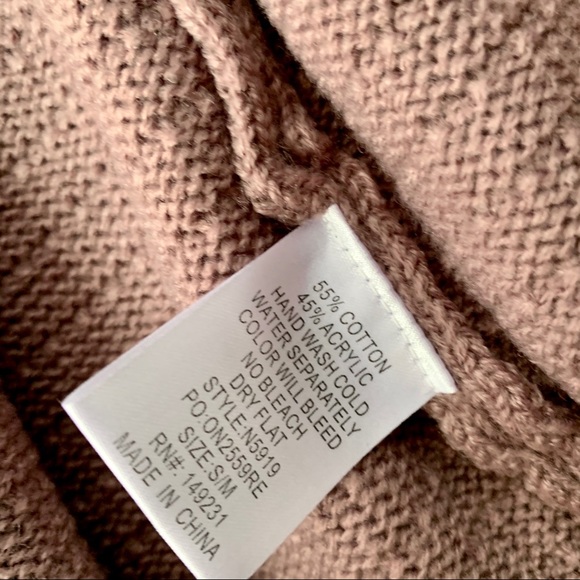 55% COTTON
45% ACRYLIC
HAND WASH COLD
WATER SEPARATELY
COLOR WILL BLEED
NO BLEACH
DRY FLAT
STYLE:N5919
PO:ON2559RE
SIZE:S/M
RN#: 149231
MADE IN CHINA